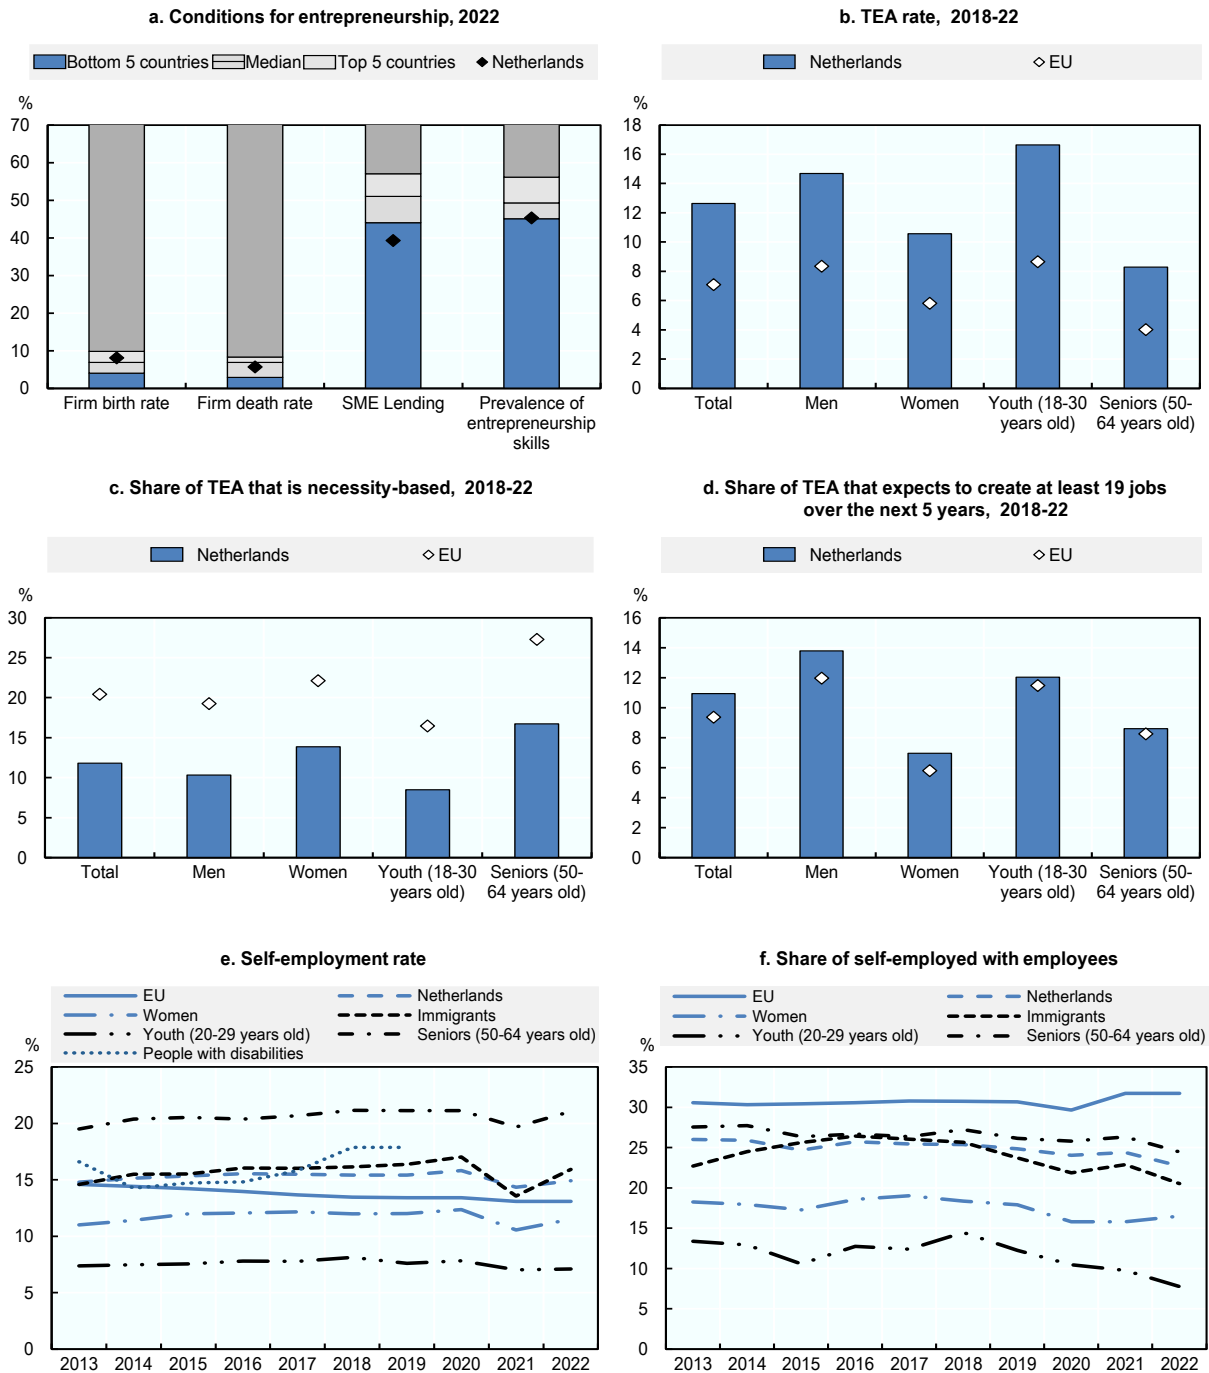 a. Conditions for entrepreneurship, 2022
Bottom 5 countries Median Top 5 countries Netherlands
%
70
60
50
40
30
20
10
0
Firm birth rate Firm death rate SME Lending Prevalence of
entrepreneurship
skills
b. TEA rate, 2018-22
Netherlands EU
%
18
16
14
12
10
8
6
4
2
0
Total Men Women Youth (18-30 Seniors (50-
years old) 64 years old)
c. Share of TEA that is necessity-based, 2018-22
Netherlands EU
%
30
25
20
15
10
5
0
Total Men Women Youth (18-30 Seniors (50-
years old) 64 years old)
d. Share of TEA that expects to create at least 19 jobs
over the next 5 years, 2018-22
Netherlands EU
%
16
14
12
10
8
6
4
2
0
Total Men Women Youth (18-30 Seniors (50-
years old) 64 years old)
e. Self-employment rate
EU Netherlands
Women Immigrants
Youth (20-29 years old) Seniors (50-64 years old)
People with disabilities
%
25
20
15
10
5
0
2013 2014 2015 2016 2017 2018 2019 2020 2021 2022
f. Share of self-employed with employees
EU Netherlands
Women Immigrants
Youth (20-29 years old) Seniors (50-64 years old)
%
35
30
25
20
15
10
5
0
2013 2014 2015 2016 2017 2018 2019 2020 2021 2022